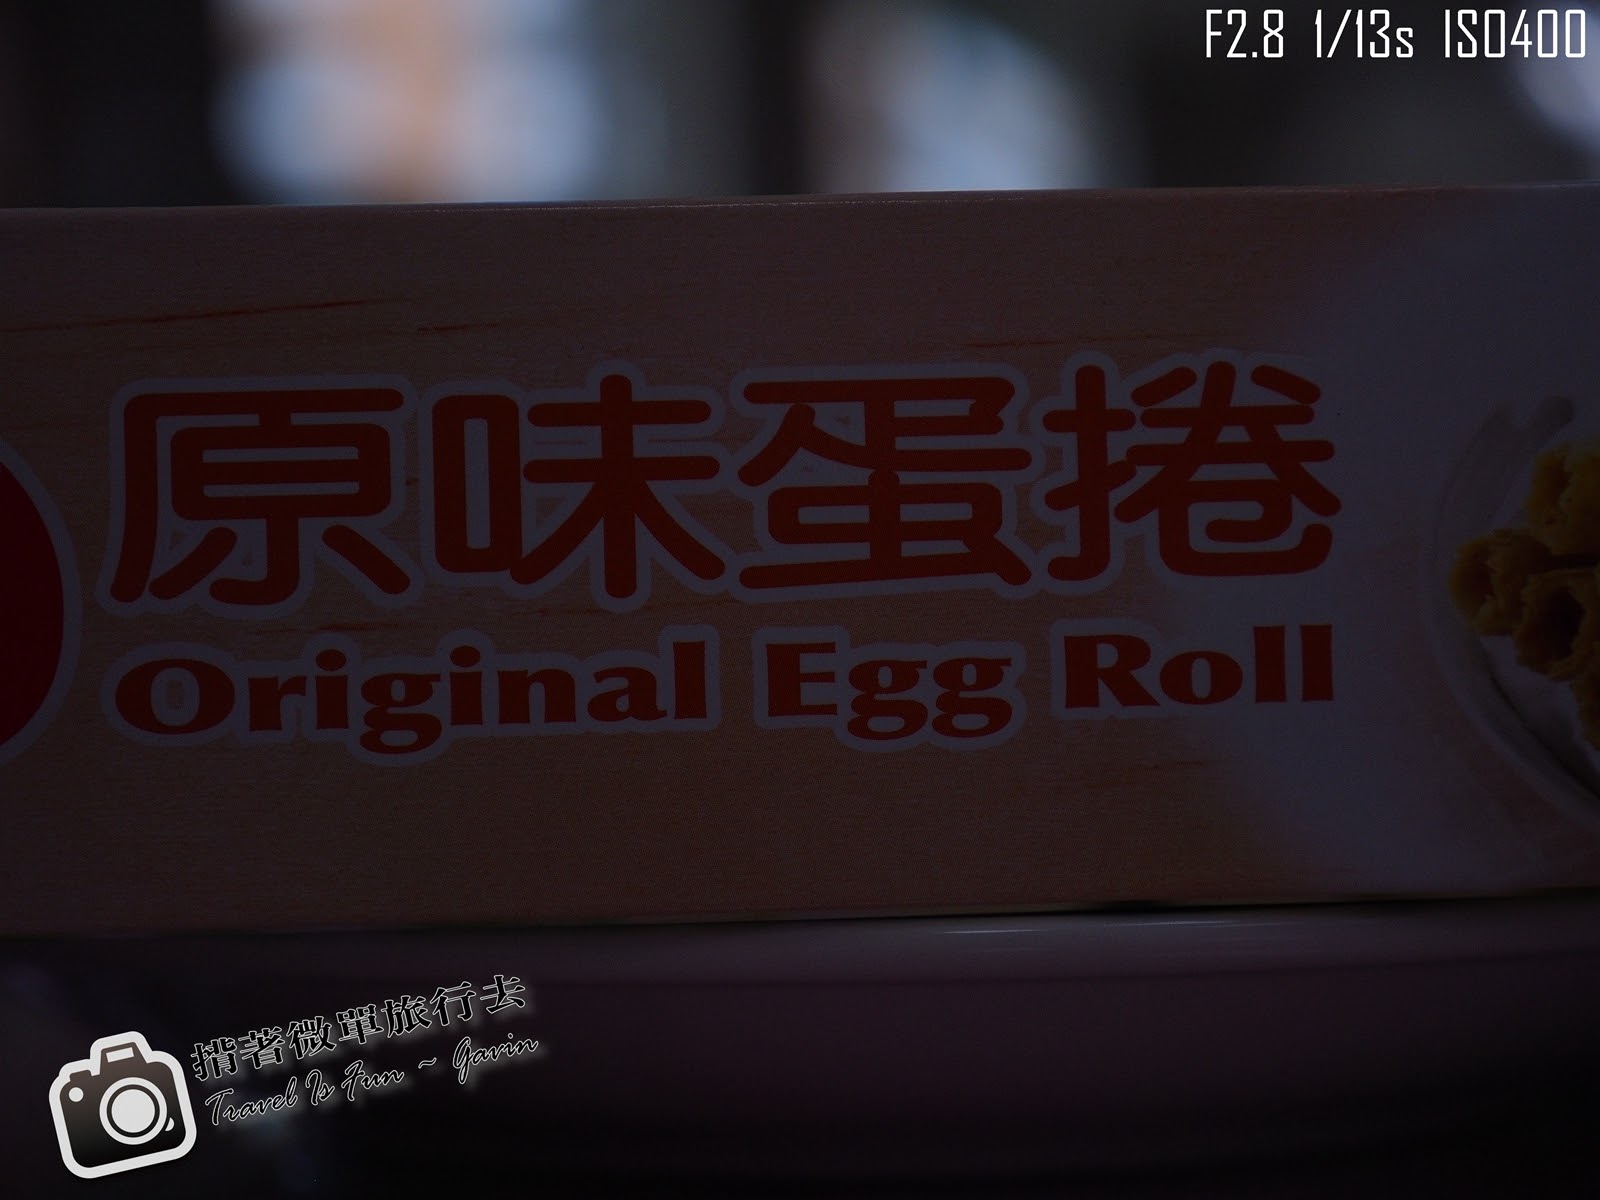 F2.8 1/13s ISO400
原味蛋捲
Original Egg Roll
揹著微單旅行去
Travel Is Fun ~ Gavin